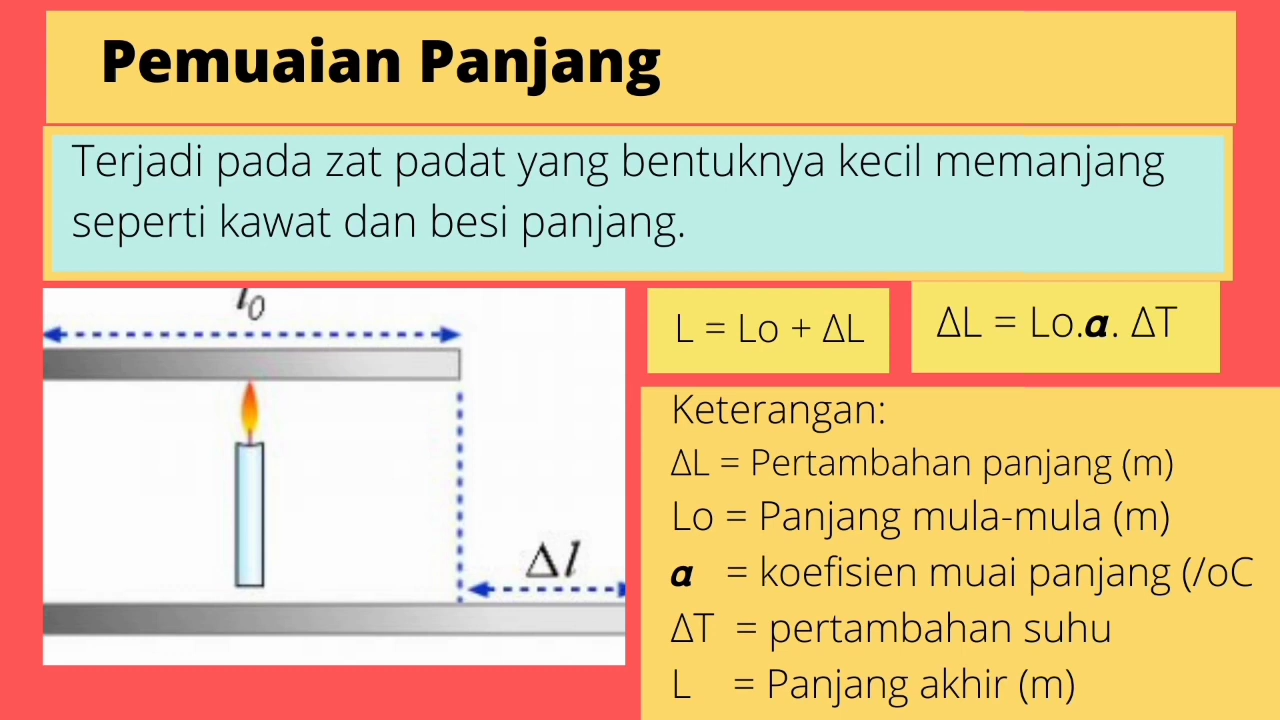 Pemuaian Panjang
Terjadi pada zat padat yang bentuknya kecil memanjang
seperti kawat dan besi panjang.
l0
Δl
L = Lo + ΔL
ΔL = Lo.α. ΔT
Keterangan:
ΔL = Pertambahan panjang (m)
Lo = Panjang mula-mula (m)
α = koefisien muai panjang (/oC
ΔT = pertambahan suhu
L = Panjang akhir (m)